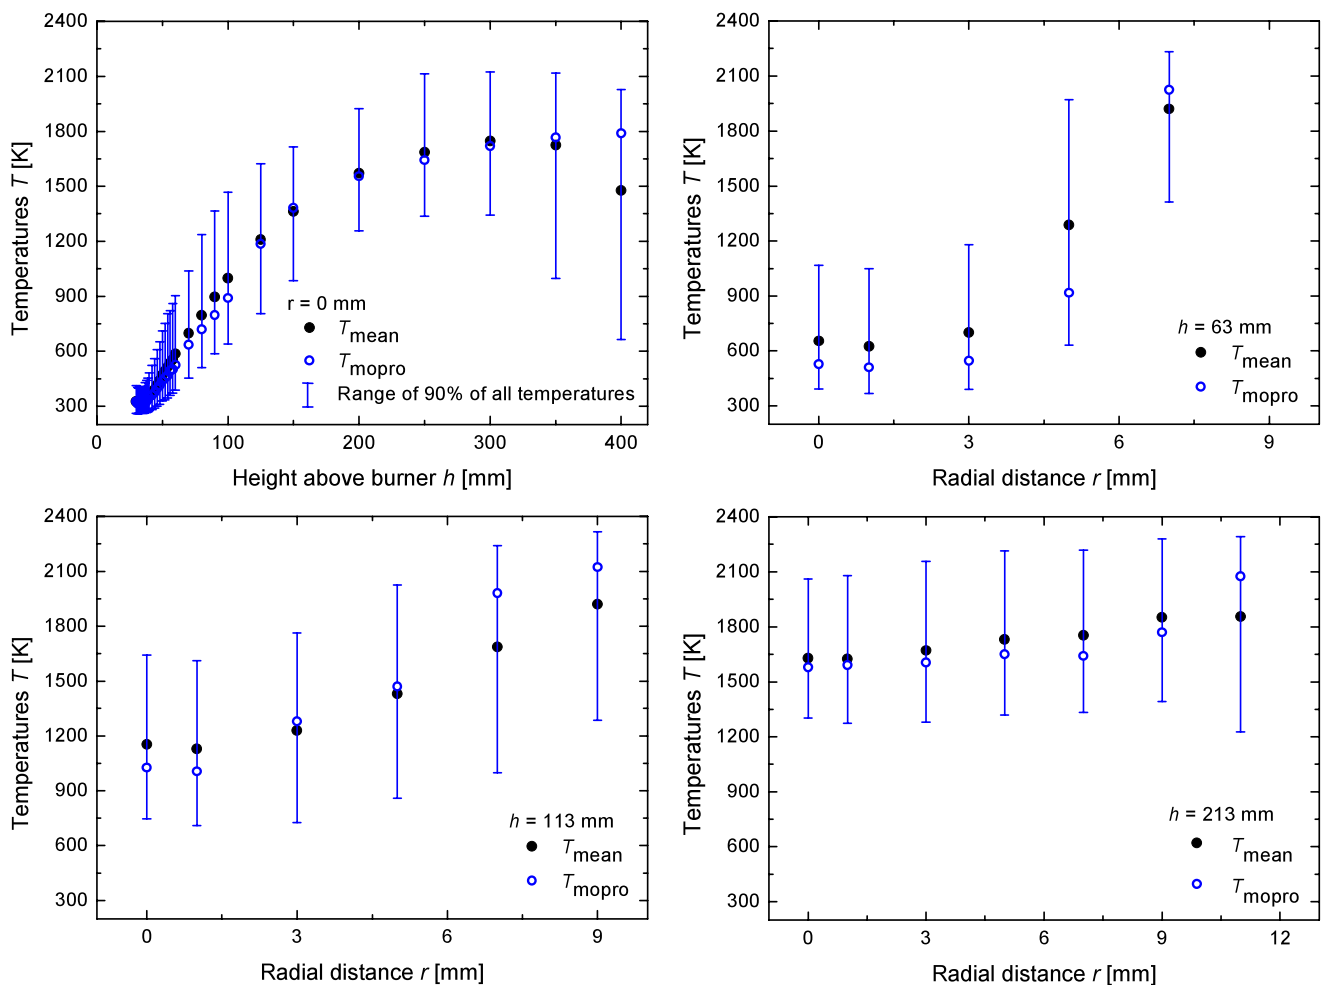 2400
2100
1800
1500
1200
900
600
300
Temperatures T [K]
r = 0 mm
Tmean
Tmopro
Range of 90% of all temperatures
0 100 200 300 400
Height above burner h [mm]
2400
2100
1800
1500
1200
900
600
300
Temperatures T [K]
h = 63 mm
Tmean
Tmopro
0 3 6 9
Radial distance r [mm]
2400
2100
1800
1500
1200
900
600
300
Temperatures T [K]
h = 113 mm
Tmean
Tmopro
0 3 6 9
Radial distance r [mm]
2400
2100
1800
1500
1200
900
600
300
Temperatures T [K]
h = 213 mm
Tmean
Tmopro
0 3 6 9 12
Radial distance r [mm]